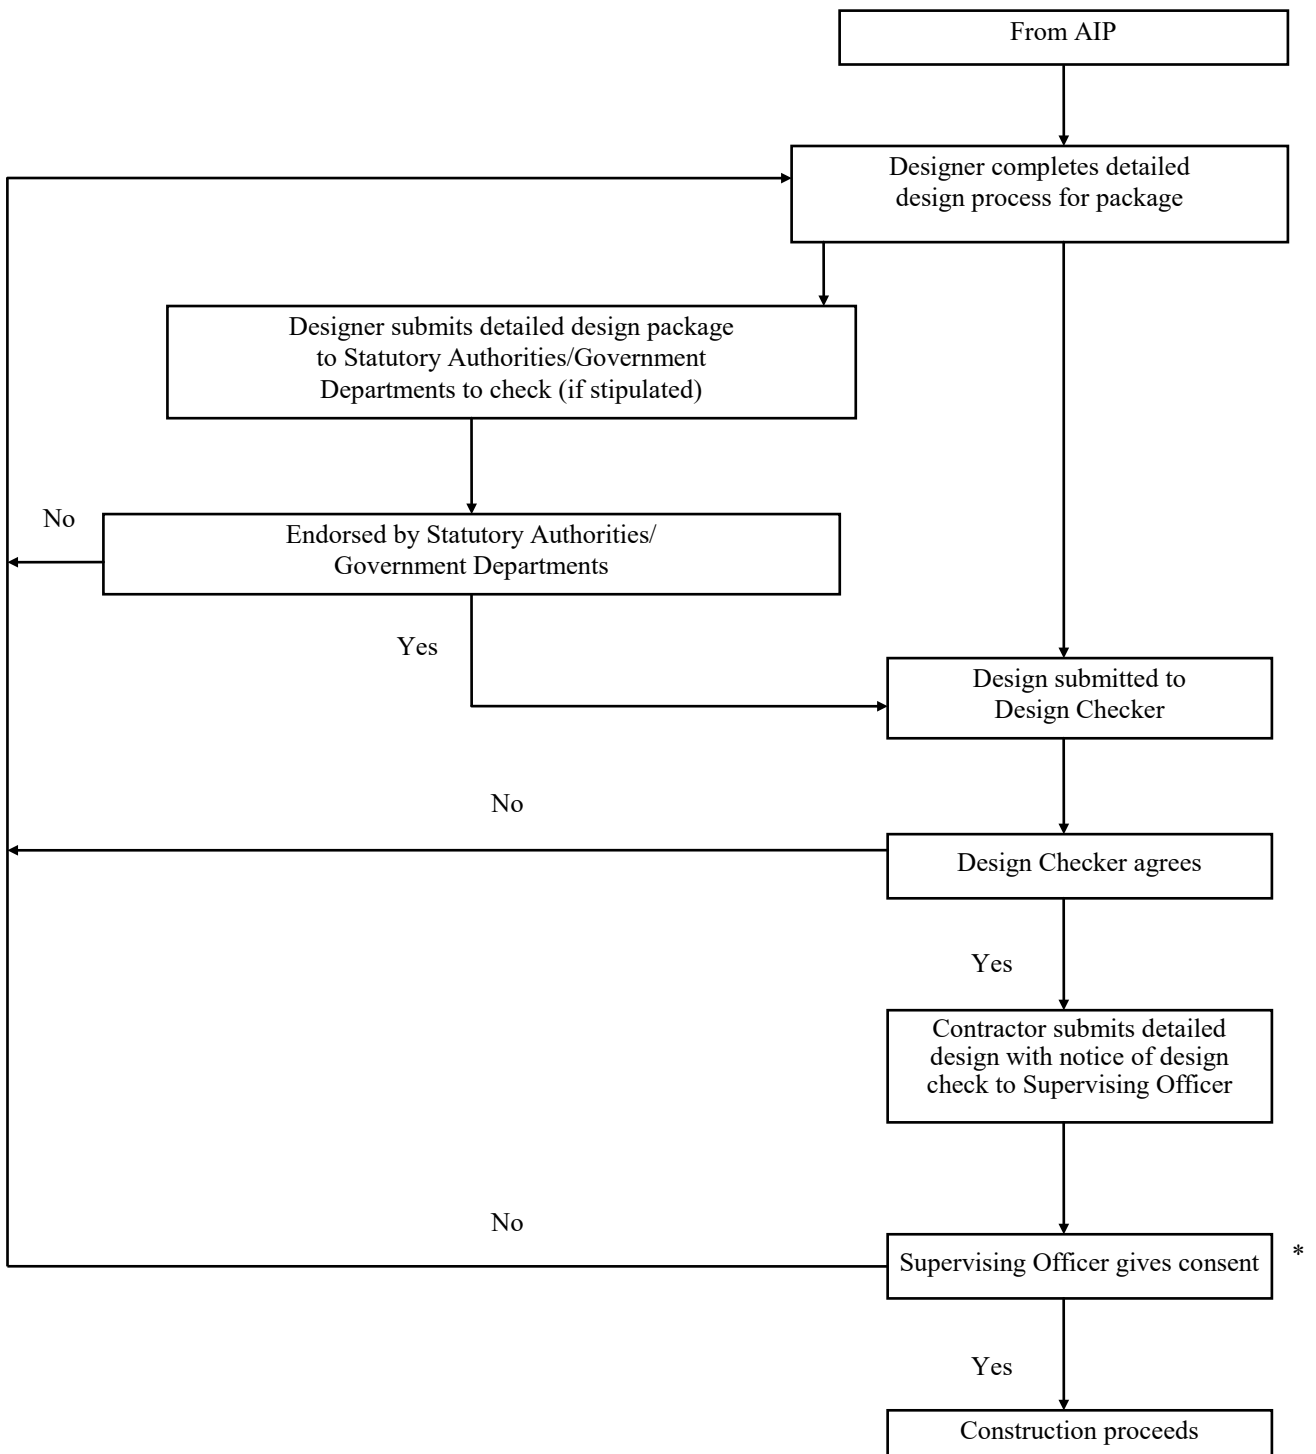 From AIP
Designer completes detailed
design process for package
Designer submits detailed design package
to Statutory Authorities/Government
Departments to check (if stipulated)
No
Endorsed by Statutory Authorities/
Government Departments
Yes
Design submitted to
Design Checker
No
Design Checker agrees
Yes
Contractor submits detailed
design with notice of design
check to Supervising Officer
No
Supervising Officer gives consent *
Yes
Construction proceeds